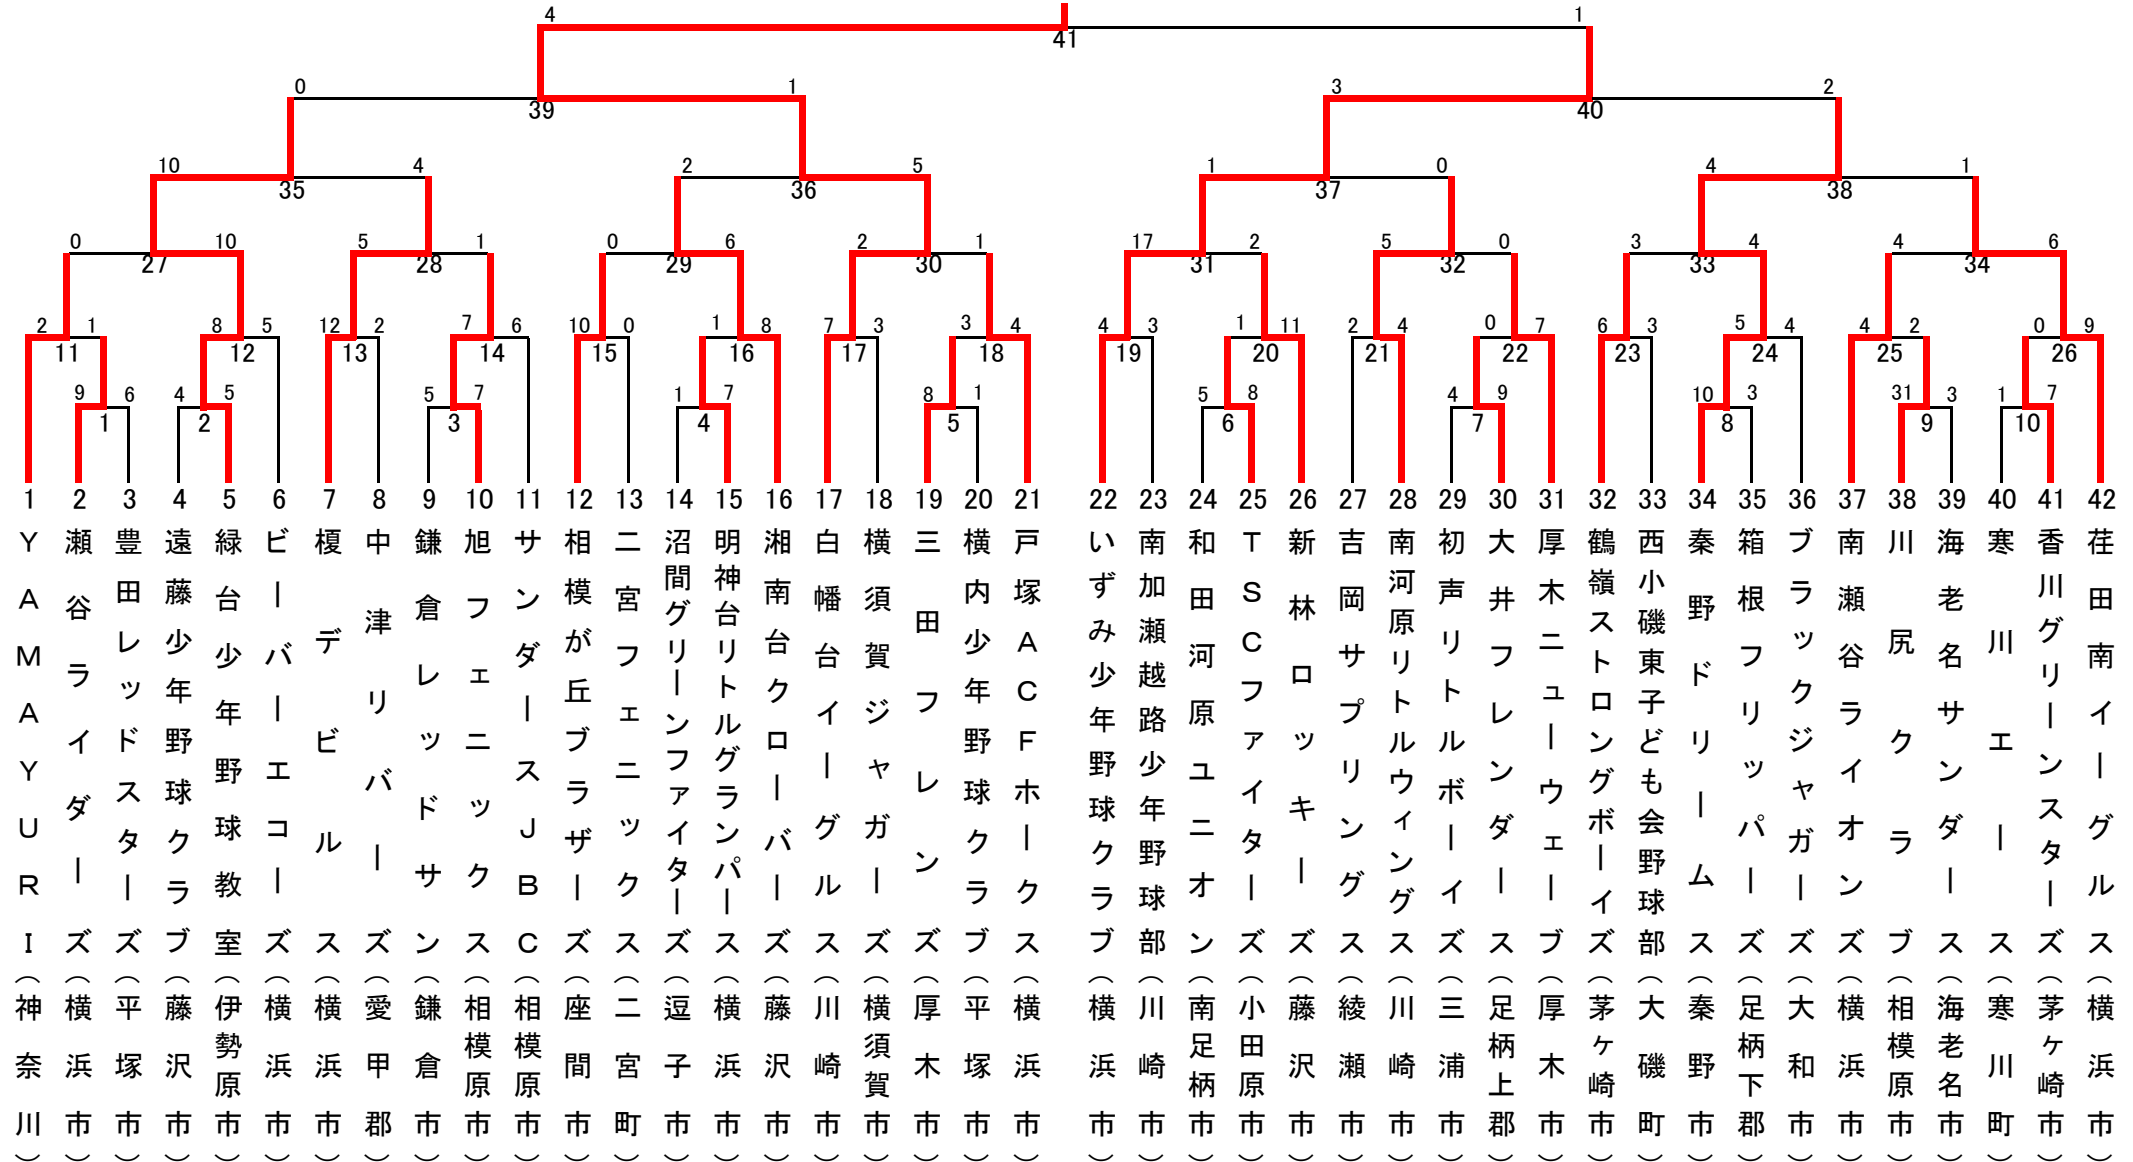 4 1
41
0 1 3 2
39 40
10 4 2 5 1 0 4 1
35 36 37 38
0 10 5 1 0 6 2 1 17 2 5 0 3 4 4 6
27 28 29 30 31 32 33 34
2 1 8 5 12 2 7 6 10 0 1 8 7 3 3 4 4 3 1 11 2 4 0 7 6 3 5 4 4 2 0 9
11 12 13 14 15 16 17 18 19 20 21 22 23 24 25 26
9 6 4 5 5 7 1 7 8 1 5 8 4 9 10 3 31 3 1 7
1 2 3 4 5 6 7 8 9 10
1 YAMAYURI(神奈川)
2 瀬谷ライダーズ(横浜市)
3 豊田レッドスターズ(平塚市)
4 遠藤少年野球クラブ(藤沢市)
5 緑台少年野球教室(伊勢原市)
6 ビーバーエコーズ(横浜市)
7 榎デビルス(横浜市)
8 中津リバーズ(愛甲郡)
9 鎌倉レッドサン(鎌倉市)
10 旭フェニックス(相模原市)
11 サンダースJBC(相模原市)
12 相模が丘ブラザーズ(座間市)
13 二宮フェニックス(二宮町)
14 沼間グリーンファイターズ(逗子市)
15 明神台リトルグランパース(横浜市)
16 湘南台クローバーズ(藤沢市)
17 白幡台イーグルス(川崎市)
18 横須賀ジャガーズ(横須賀市)
19 三田フレンズ(厚木市)
20 横内少年野球クラブ(平塚市)
21 戸塚ACFホークス(横浜市)
22 いずみ少年野球クラブ(横浜市)
23 南加瀬越路少年野球部(川崎市)
24 和田河原ユニオン(南足柄市)
25 TSCファイターズ(小田原市)
26 新林ロッキーズ(藤沢市)
27 吉岡サプリングス(綾瀬市)
28 南河原リトルウィングス(川崎市)
29 初声リトルボーイズ(三浦市)
30 大井フレンダース(足柄上郡)
31 厚木ニューウェーブ(厚木市)
32 鶴嶺ストロングボーイズ(茅ヶ崎市)
33 西小磯東子ども会野球部(大磯町)
34 秦野ドリームス(秦野市)
35 箱根フリッパーズ(足柄下郡)
36 ブラックジャガーズ(大和市)
37 南瀬谷ライオンズ(横浜市)
38 川尻クラブ(相模原市)
39 海老名サンダース(海老名市)
40 寒川エース(寒川町)
41 香川グリーンスターズ(茅ヶ崎市)
42 荏田南イーグルス(横浜市)